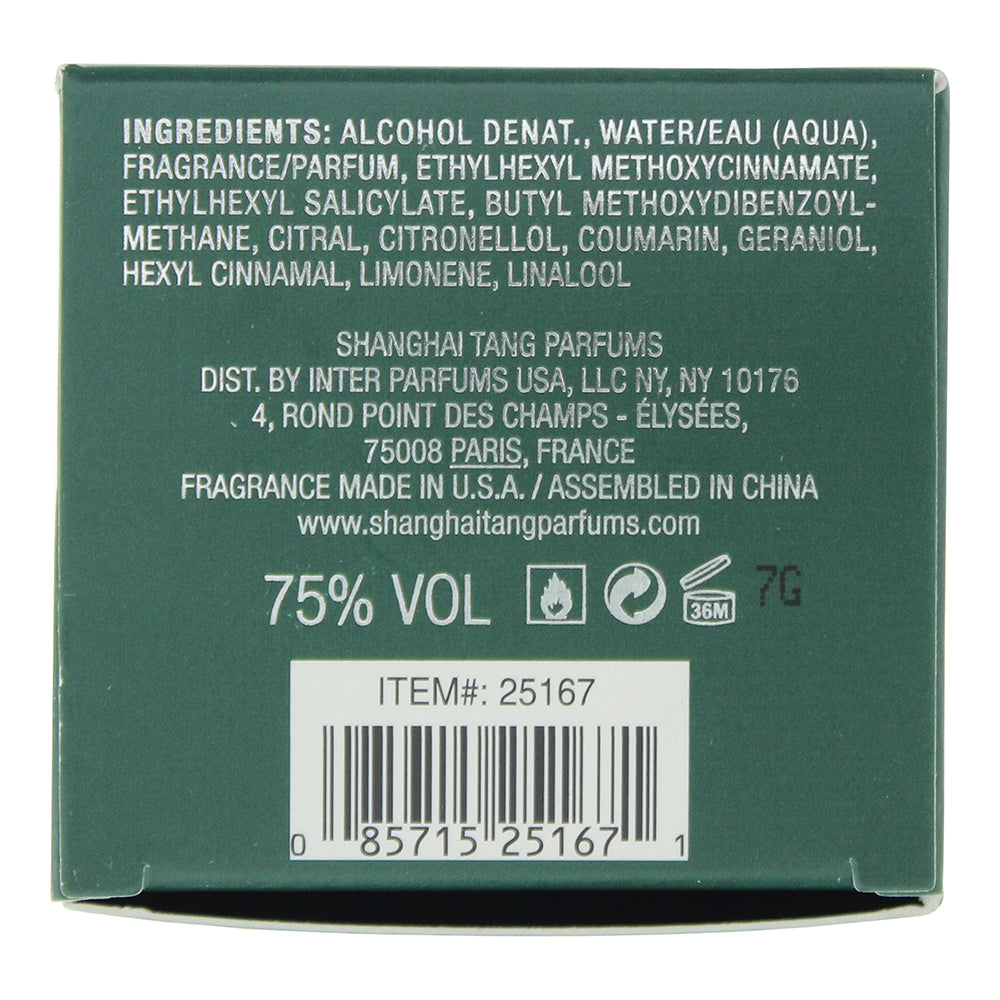 INGREDIENTS: ALCOHOL DENAT., WATER/EAU (AQUA),
FRAGRANCE/PARFUM, ETHYLHEXYL METHOXYCINNAMATE,
ETHYLHEXYL SALICYLATE, BUTYL METHOXYDIBENZOYL-
METHANE, CITRAL, CITRONELLOL, COUMARIN, GERANIOL,
HEXYL CINNAMAL, LIMONENE, LINALOOL
SHANGHAI TANG PARFUMS
DIST. BY INTER PARFUMS USA, LLC NY, NY 10176
4, ROND POINT DES CHAMPS - ÉLYSÉES,
75008 PARIS, FRANCE
FRAGRANCE MADE IN U.S.A. / ASSEMBLED IN CHINA
www.shanghaitangparfums.com
75% VOL 36M 7G
ITEM#: 25167
0 85715 25167 1